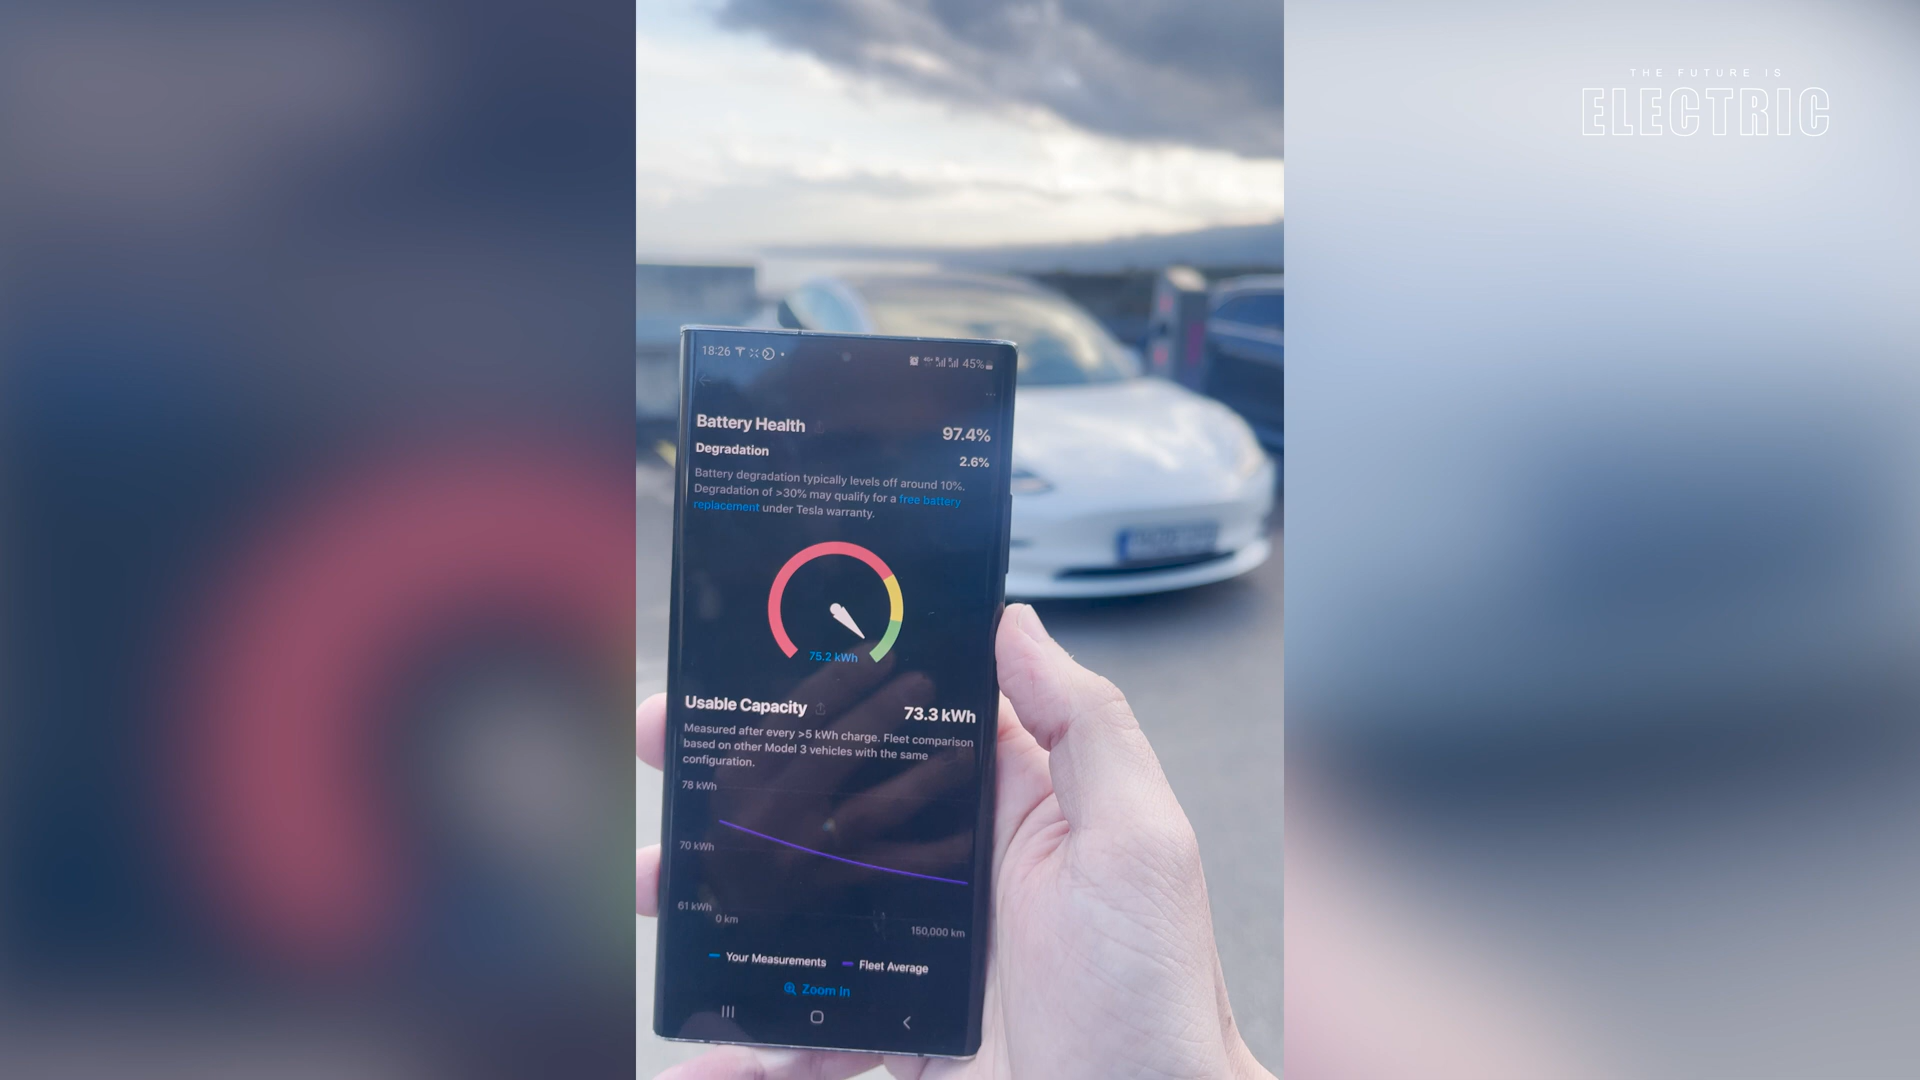 THE FUTURE IS
ELECTRIC
18:26
45%
Battery Health
97.4%
Degradation
2.6%
Battery degradation typically levels off around 10%.
Degradation of >30% may qualify for a free battery
replacement under Tesla warranty.
75.2 kWh
Usable Capacity
73.3 kWh
Measured after every >5 kWh charge. Fleet comparison
based on other Model 3 vehicles with the same
configuration.
78 kWh
70 kWh
61 kWh
0 km
150,000 km
Your Measurements
Fleet Average
Zoom In